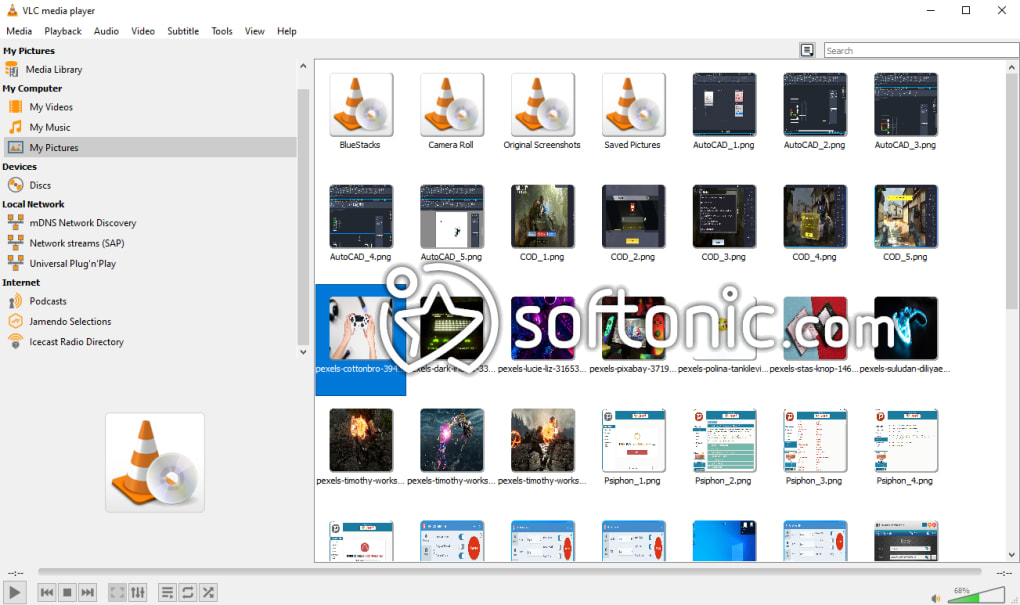 VLC media player
Media Playback Audio Video Subtitle Tools View Help
My Pictures
Media Library
My Computer
My Videos
My Music
My Pictures
Devices
Discs
Local Network
mDNS Network Discovery
Network streams (SAP)
Universal Plug'n'Play
Internet
Podcasts
Jamendo Selections
Icecast Radio Directory
Search
BlueStacks Camera Roll Original Screenshots Saved Pictures AutoCAD_1.png AutoCAD_2.png AutoCAD_3.png
AutoCAD_4.png AutoCAD_5.png COD_1.png COD_2.png COD_3.png COD_4.png COD_5.png
softonic.com
pexels-cottonbro-394... pexels-lucie-liz-31653... pexels-pixabay-3719... pexels-polina-tankilevi... pexels-stas-knop-146... pexels-suludan-diliyae...
pexels-timothy-works... pexels-timothy-works... pexels-timothy-works... Psiphon_1.png Psiphon_2.png Psiphon_3.png Psiphon_4.png
--:-- --:--
68%